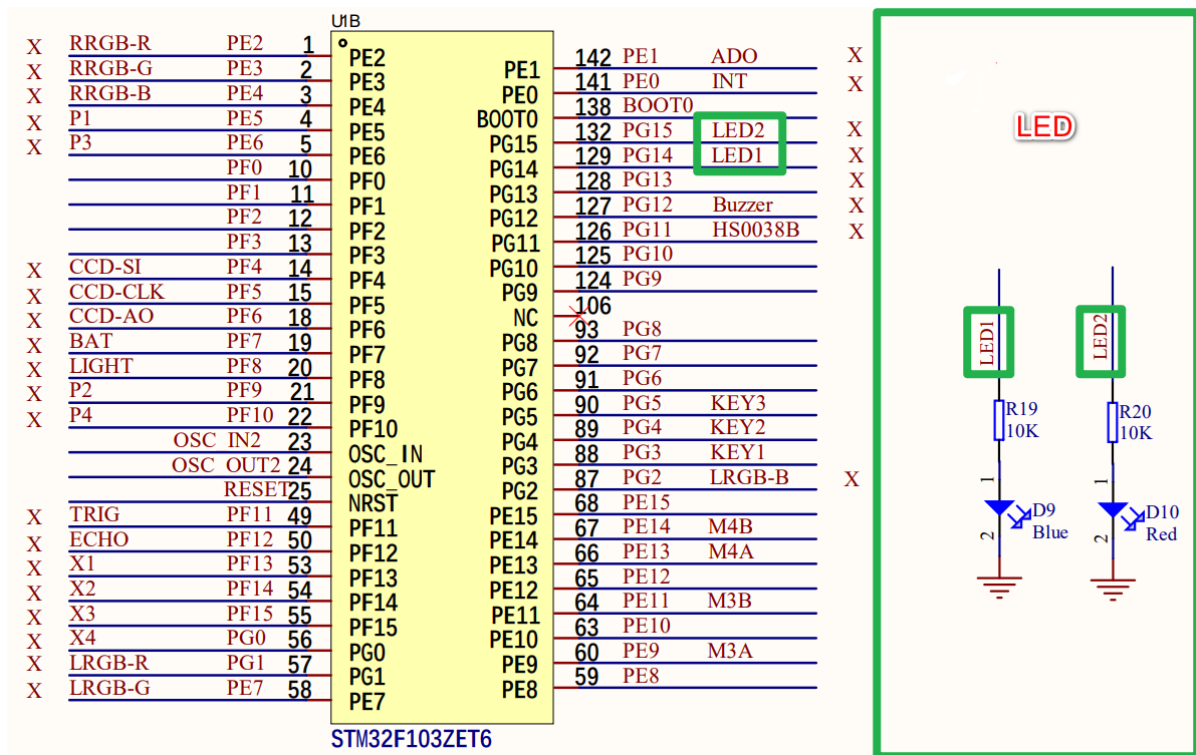 U1B
X RRGB-R PE2 1 PE2
X RRGB-G PE3 2 PE3
X RRGB-B PE4 3 PE4
X P1 PE5 4 PE5
X P3 PE6 5 PE6
PF0 10 PF0
PF1 11 PF1
PF2 12 PF2
PF3 13 PF3
X CCD-SI PF4 14 PF4
X CCD-CLK PF5 15 PF5
X CCD-AO PF6 18 PF6
X BAT PF7 19 PF7
X LIGHT PF8 20 PF8
X P2 PF9 21 PF9
X P4 PF10 22 PF10
OSC IN2 23 OSC_IN
OSC OUT2 24 OSC_OUT
RESET 25 NRST
X TRIG PF11 49 PF11
X ECHO PF12 50 PF12
X X1 PF13 53 PF13
X X2 PF14 54 PF14
X X3 PF15 55 PF15
X X4 PG0 56 PG0
X LRGB-R PG1 57 PG1
X LRGB-G PE7 58 PE7
PE1 142 PE1 ADO X
PE0 141 PE0 INT X
BOOT0 138 BOOT0
PG15 132 PG15 LED2 X
PG14 129 PG14 LED1 X
PG13 128 PG13 X
PG12 127 PG12 Buzzer X
PG11 126 PG11 HS0038B X
PG10 125 PG10
PG9 124 PG9
NC 106
PG8 93 PG8
PG7 92 PG7
PG6 91 PG6
PG5 90 PG5 KEY3
PG4 89 PG4 KEY2
PG3 88 PG3 KEY1
PG2 87 PG2 LRGB-B X
PE15 68 PE15
PE14 67 PE14 M4B
PE13 66 PE13 M4A
PE12 65 PE12
PE11 64 PE11 M3B
PE10 63 PE10
PE9 60 PE9 M3A
PE8 59 PE8
STM32F103ZET6
LED
LED1
R19
10K
1
D9
Blue
2
LED2
R20
10K
1
D10
Red
2